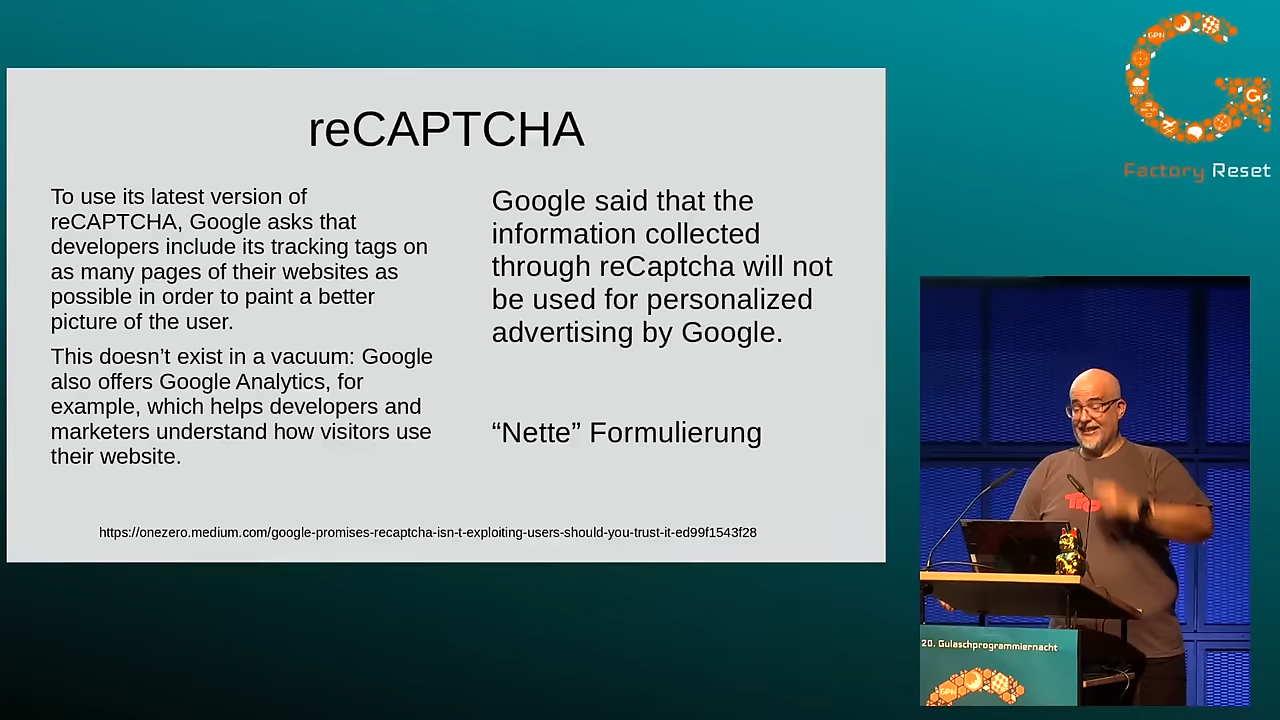 reCAPTCHA
To use its latest version of
reCAPTCHA, Google asks that
developers include its tracking tags on
as many pages of their websites as
possible in order to paint a better
picture of the user.
This doesn’t exist in a vacuum: Google
also offers Google Analytics, for
example, which helps developers and
marketers understand how visitors use
their website.
Google said that the
information collected
through reCaptcha will not
be used for personalized
advertising by Google.
“Nette” Formulierung
https://onezero.medium.com/google-promises-recaptcha-isn-t-exploiting-users-should-you-trust-it-ed99f1543f28
GPN
G
Factory Reset
20. Gulaschprogrammiernacht
GPN